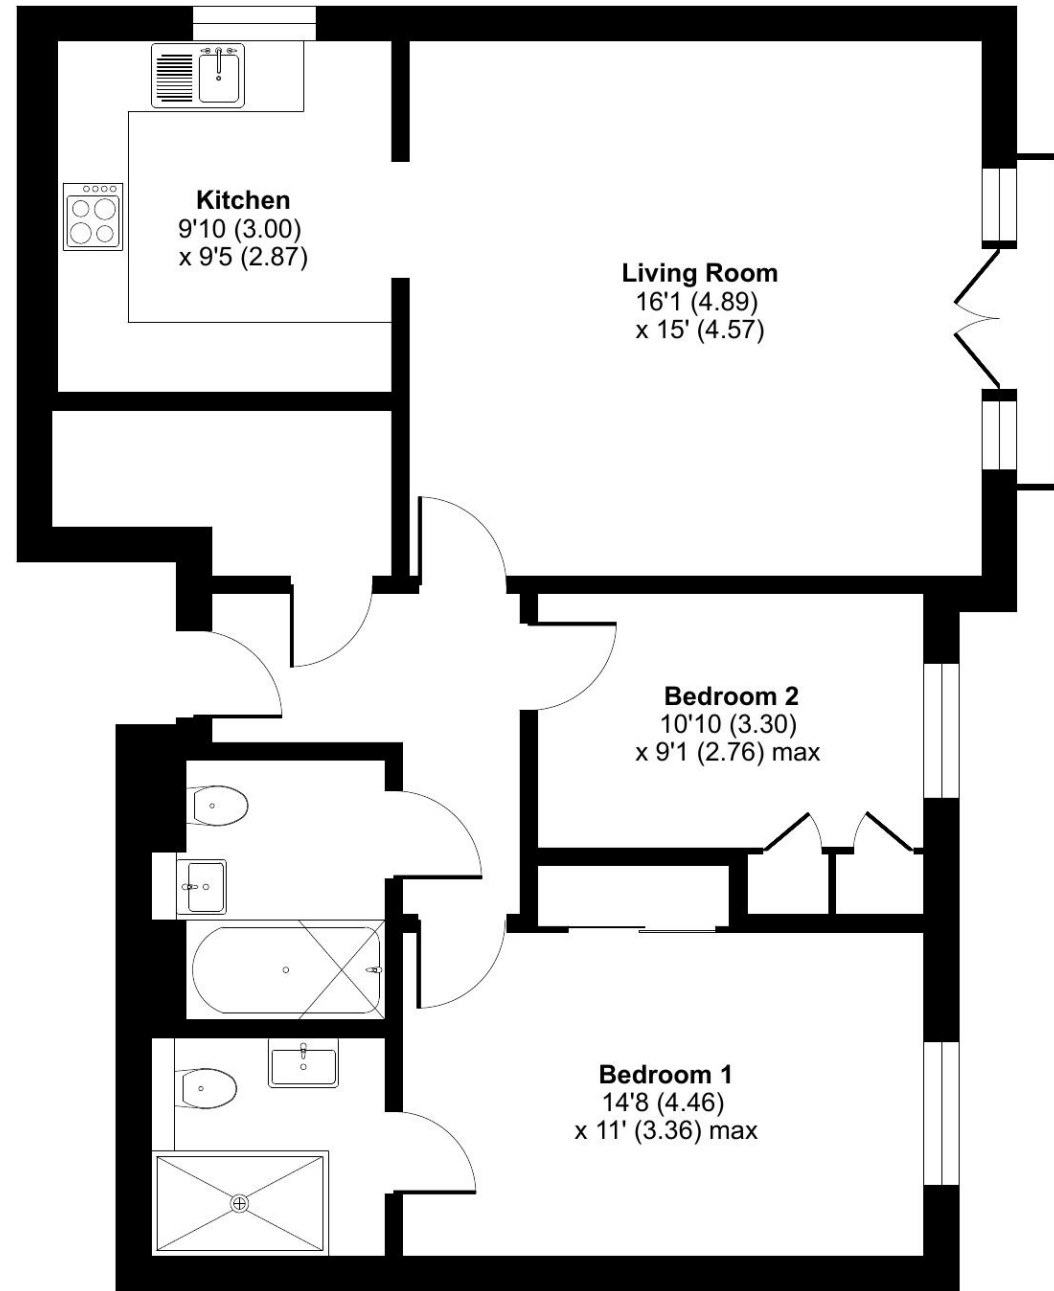 Kitchen
9'10 (3.00)
x 9'5 (2.87)
Living Room
16'1 (4.89)
x 15' (4.57)
Bedroom 2
10'10 (3.30)
x 9'1 (2.76) max
Bedroom 1
14'8 (4.46)
x 11' (3.36) max